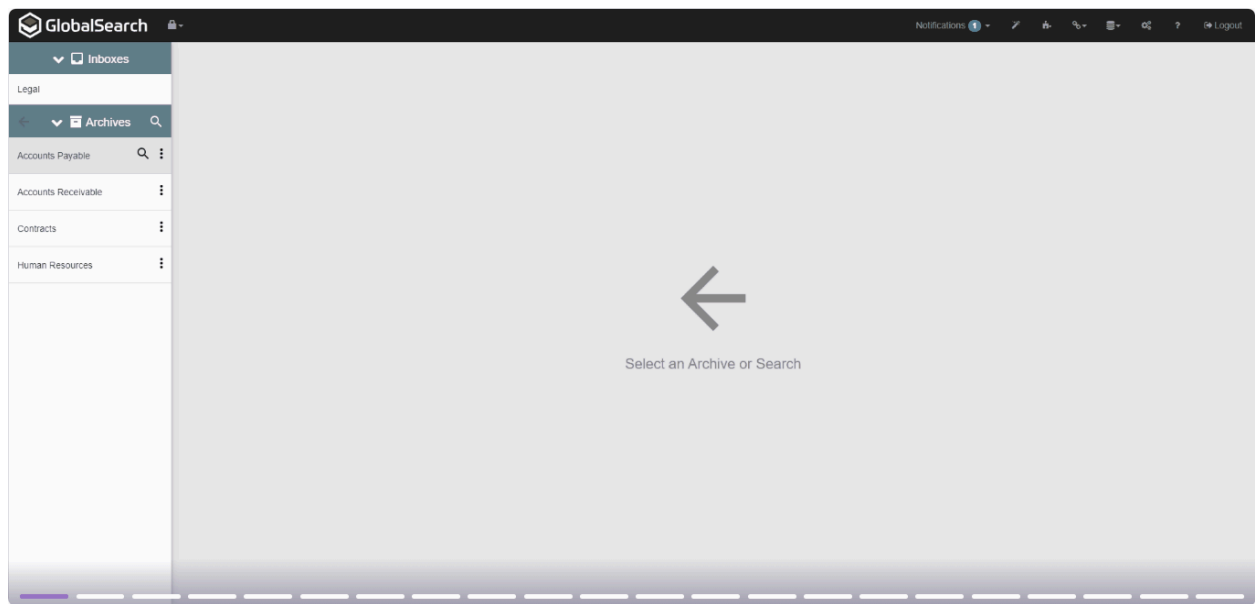 GlobalSearch
Notifications 1
?
Logout
Inboxes
Legal
Archives
Accounts Payable
Accounts Receivable
Contracts
Human Resources
Select an Archive or Search